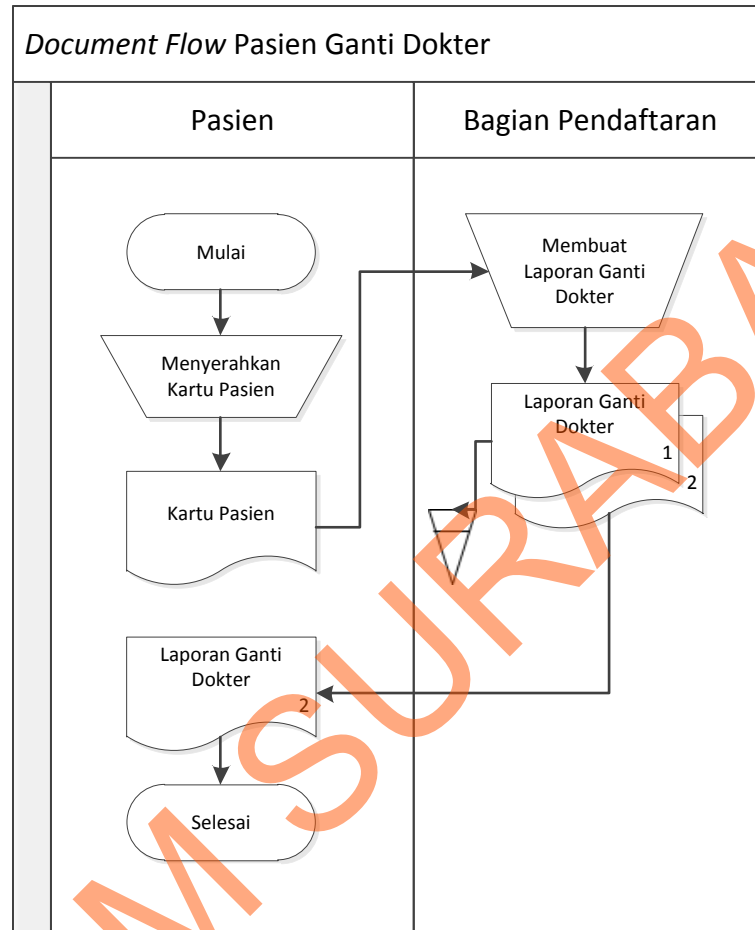 Document Flow Pasien Ganti Dokter
Pasien
Bagian Pendaftaran
Mulai
Menyerahkan
Kartu Pasien
Kartu Pasien
Membuat
Laporan Ganti
Dokter
Laporan Ganti
Dokter
1
2
Laporan Ganti
Dokter
2
Selesai
M SURABA